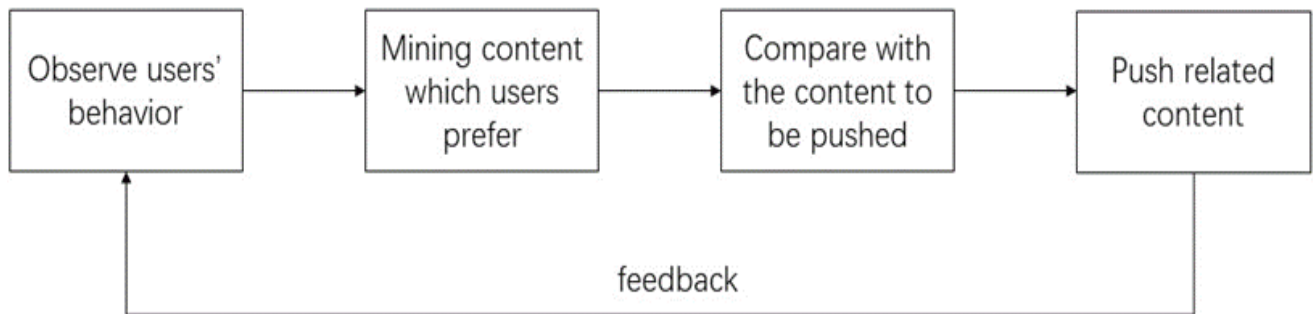 Observe users’
behavior
Mining content
which users
prefer
Compare with
the content to
be pushed
Push related
content
feedback